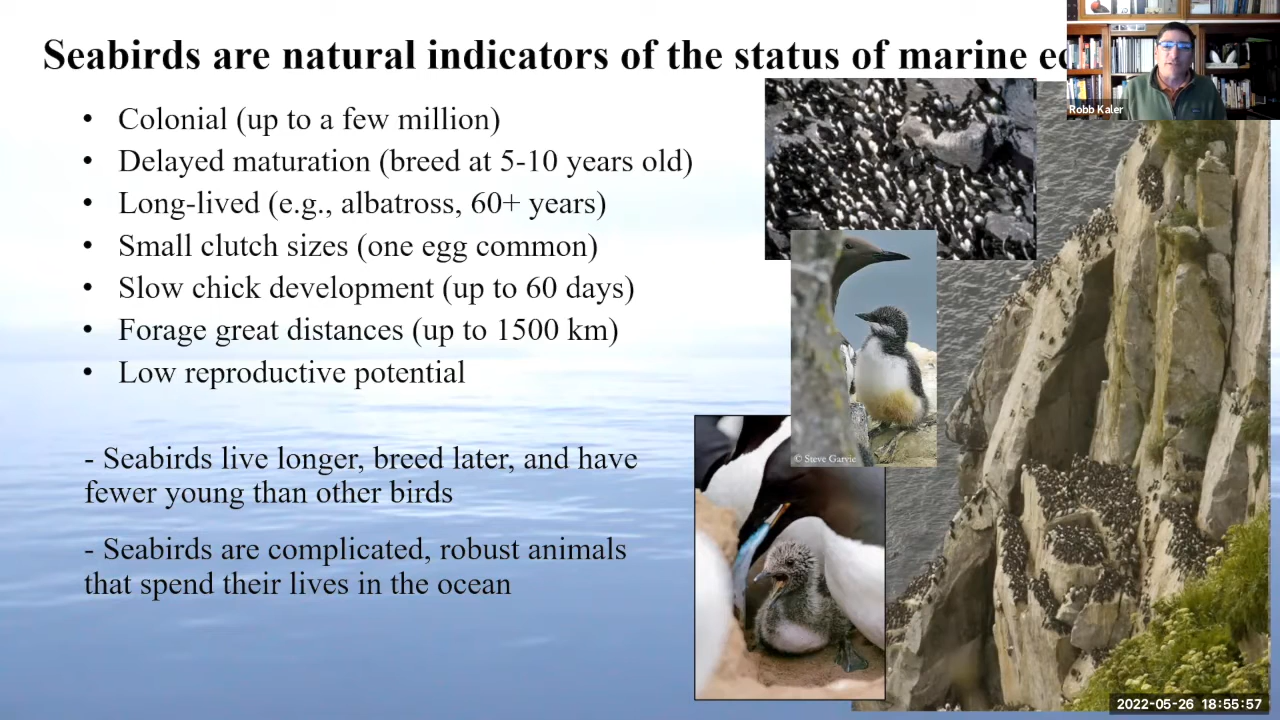 Seabirds are natural indicators of the status of marine
Robb Kaler
• Colonial (up to a few million)
• Delayed maturation (breed at 5-10 years old)
• Long-lived (e.g., albatross, 60+ years)
• Small clutch sizes (one egg common)
• Slow chick development (up to 60 days)
• Forage great distances (up to 1500 km)
• Low reproductive potential
- Seabirds live longer, breed later, and have
fewer young than other birds
- Seabirds are complicated, robust animals
that spend their lives in the ocean
© Steve Garvie
2022-05-26 18:55:57